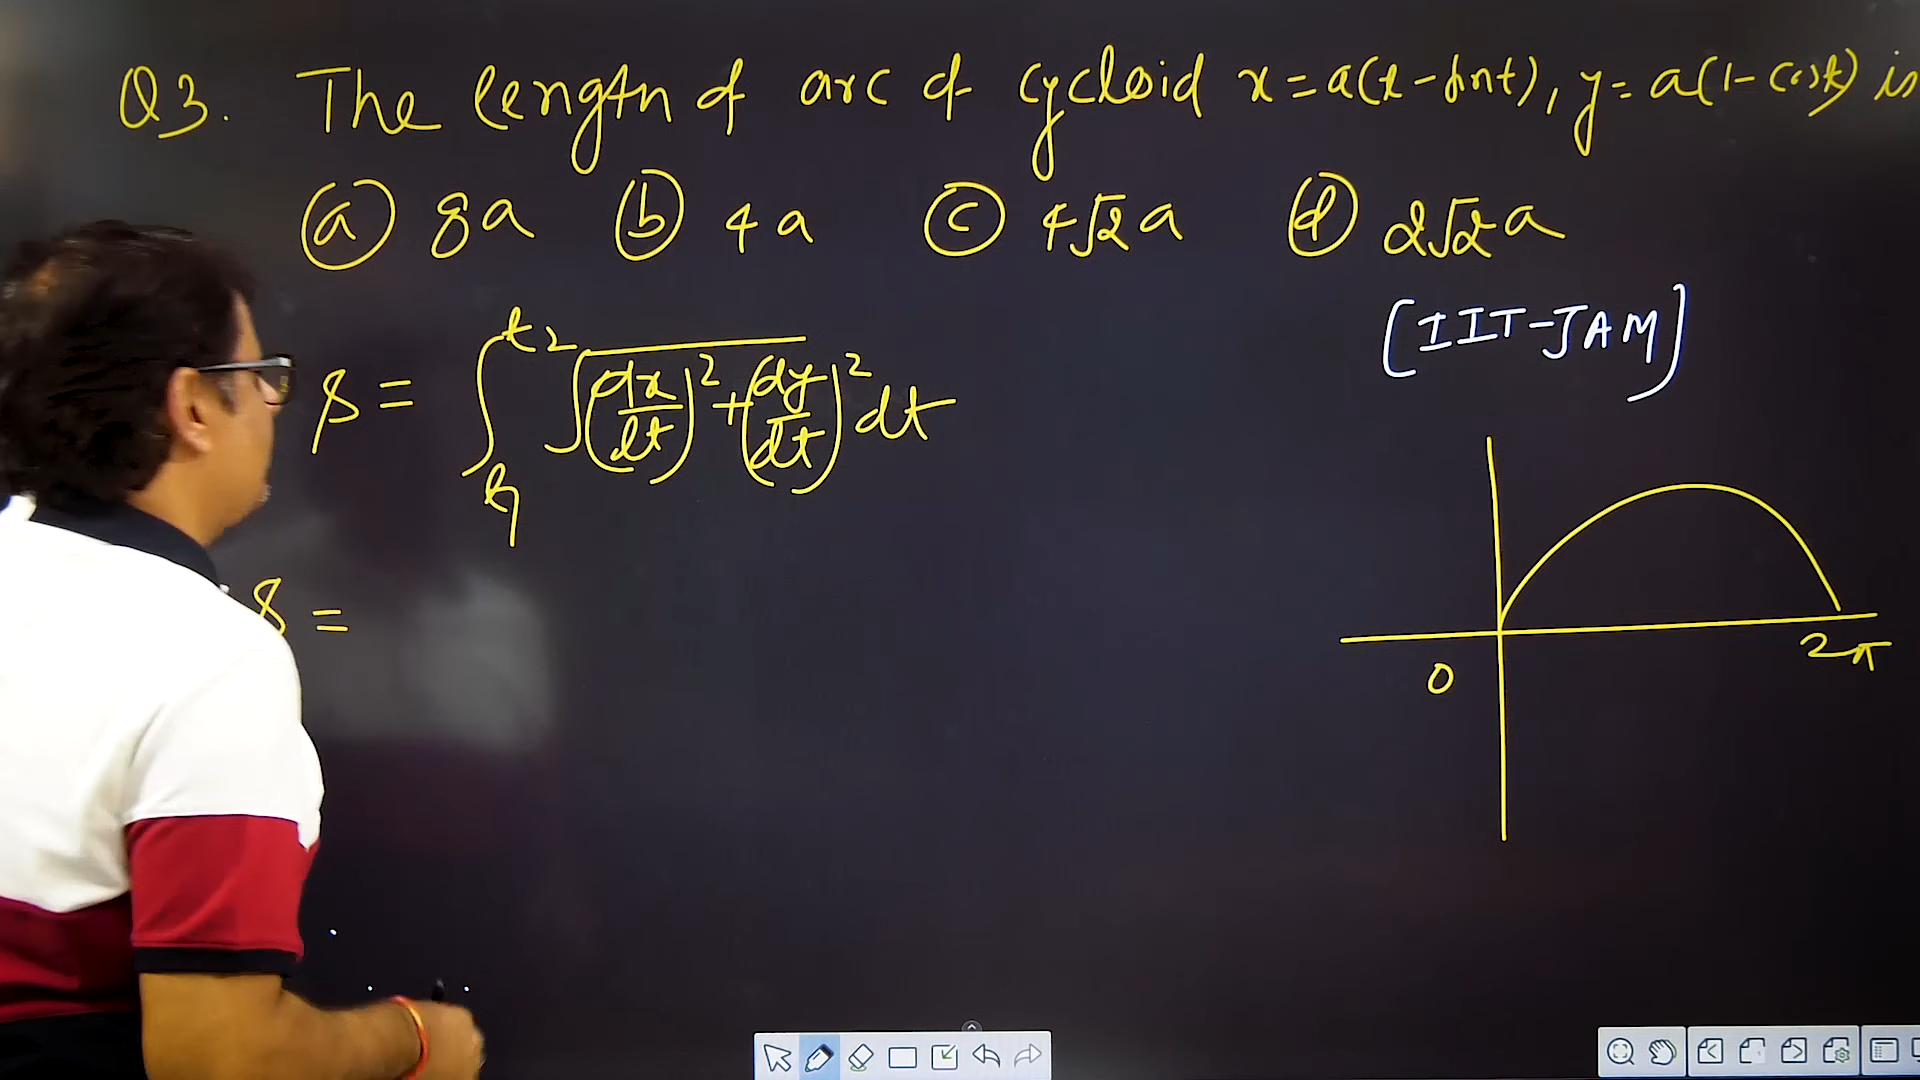 Q3. The length of arc of cycloid x=a(t-sint), y=a(1-cost) is
(a) 8a (b) 4a (c) 4√2a (d) 2√2a
[IIT-JAM]
s = ∫_{t1}^{t2} √((dx/dt)²+(dy/dt)²) dt
s =
0 2π